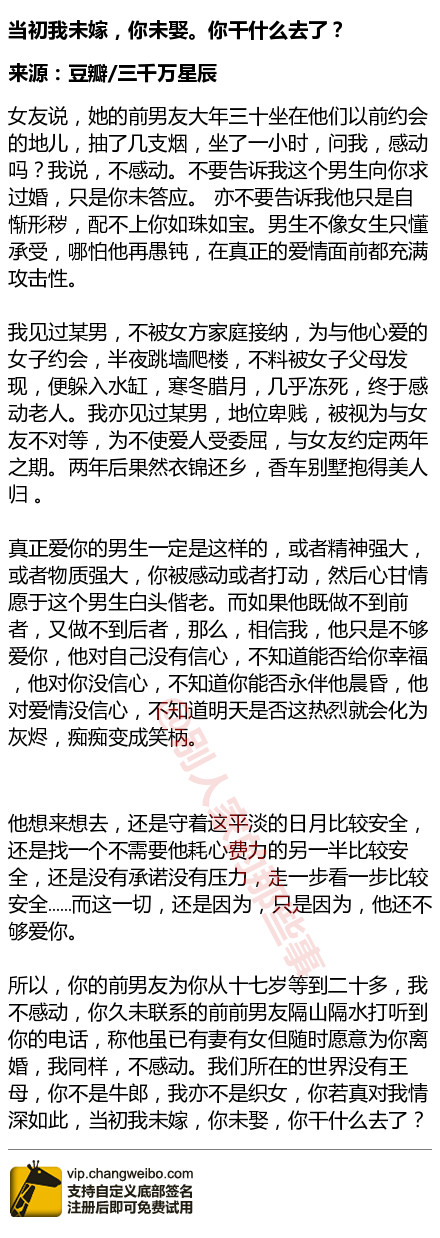 当初我未嫁，你未娶。你干什么去了？
来源：豆瓣/三千万星辰
女友说，她的前男友大年三十坐在他们以前约会
的地儿，抽了几支烟，坐了一小时，问我，感动
吗？我说，不感动。不要告诉我这个男生向你求
过婚，只是你未答应。 亦不要告诉我他只是自
惭形秽，配不上你如珠如宝。男生不像女生只懂
承受，哪怕他再愚钝，在真正的爱情面前都充满
攻击性。
我见过某男，不被女方家庭接纳，为与他心爱的
女子约会，半夜跳墙爬楼，不料被女子父母发
现，便躲入水缸，寒冬腊月，几乎冻死，终于感
动老人。我亦见过某男，地位卑贱，被视为与女
友不对等，为不使爱人受委屈，与女友约定两年
之期。两年后果然衣锦还乡，香车别墅抱得美人
归 。
真正爱你的男生一定是这样的，或者精神强大，
或者物质强大，你被感动或者打动，然后心甘情
愿于这个男生白头偕老。而如果他既做不到前
者，又做不到后者，那么，相信我，他只是不够
爱你，他对自己没有信心，不知道能否给你幸福
，他对你没信心，不知道你能否永伴他晨昏，他
对爱情没信心，不知道明天是否这热烈就会化为
灰烬，痴痴变成笑柄。
他想来想去，还是守着这平淡的日月比较安全，
还是找一个不需要他耗心费力的另一半比较安
全，还是没有承诺没有压力，走一步看一步比较
安全......而这一切，还是因为，只是因为，他还不
够爱你。
所以，你的前男友为你从十七岁等到二十多，我
不感动，你久未联系的前前男友隔山隔水打听到
你的电话，称他虽已有妻有女但随时愿意为你离
婚，我同样，不感动。我们所在的世界没有王
母，你不是牛郎，我亦不是织女，你若真对我情
深如此，当初我未嫁，你未娶，你干什么去了？
@别人家的那些事
vip.changweibo.com
支持自定义底部签名
注册后即可免费试用